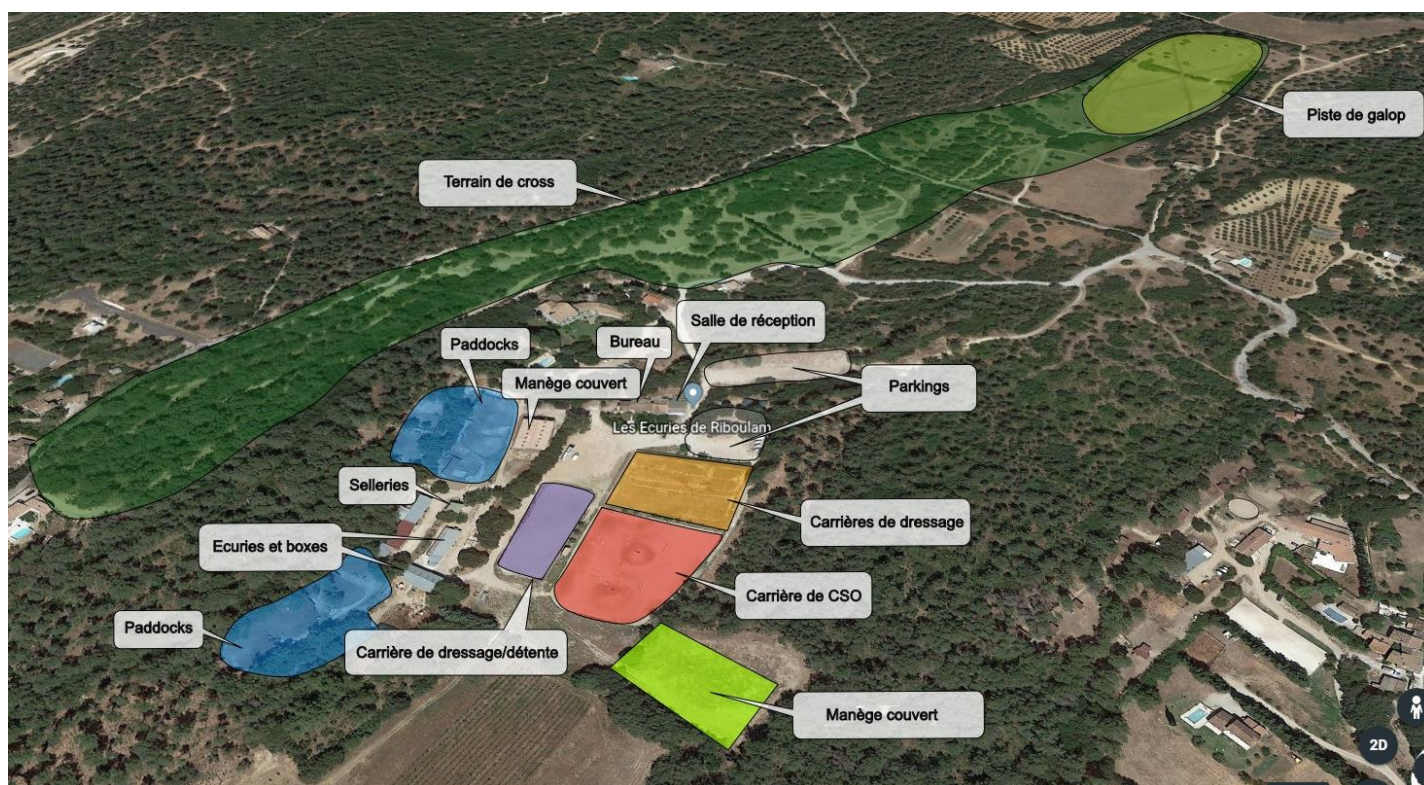 Piste de galop
Terrain de cross
Salle de réception
Bureau
Paddocks
Manège couvert
Parkings
Les Ecuries de Riboulam
Selleries
Carrières de dressage
Ecuries et boxes
Carrière de CSO
Paddocks
Carrière de dressage/détente
Manège couvert
2D